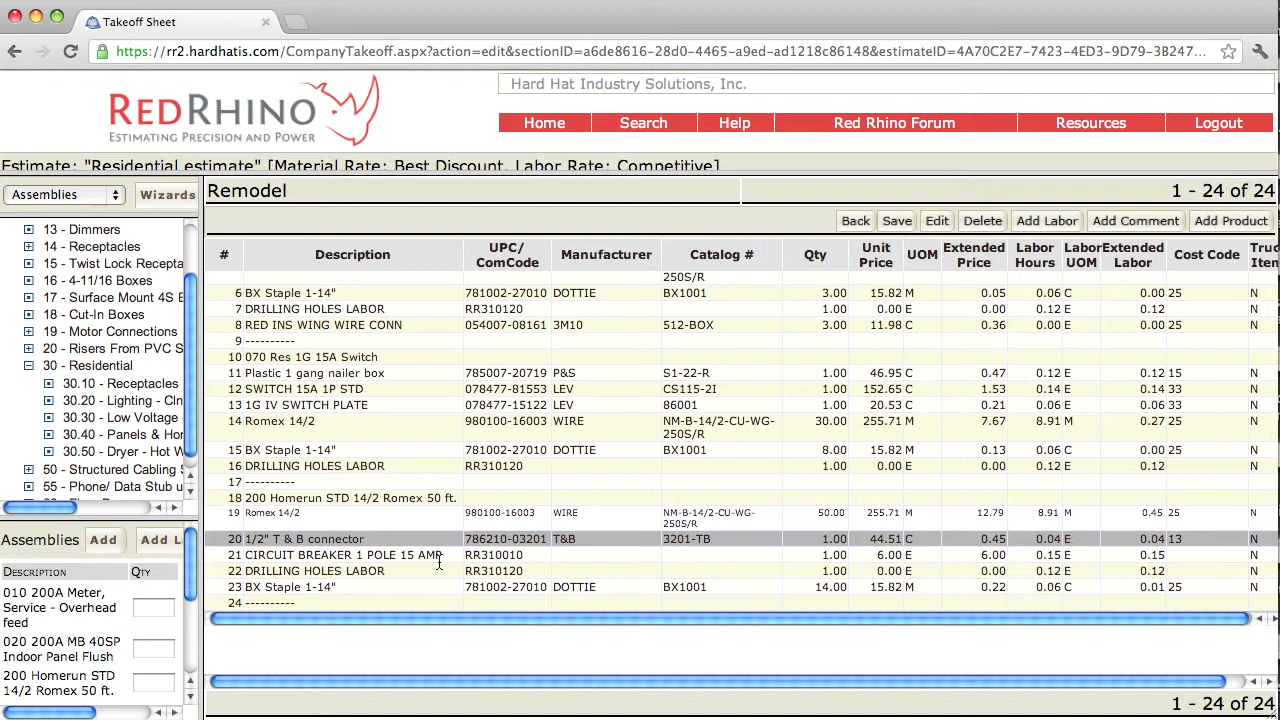 Takeoff Sheet
https://rr2.hardhatis.com/CompanyTakeoff.aspx?action=edit&sectionID=a6de8616-28d0-4465-a9ed-ad1218c86148&estimateID=4A70C2E7-7423-4ED3-9D79-3B247...
Hard Hat Industry Solutions, Inc.
REDRHINO
ESTIMATING PRECISION AND POWER
Home Search Help Red Rhino Forum Resources Logout
Estimate: "Residential estimate" [Material Rate: Best Discount, Labor Rate: Competitive]
Assemblies Wizards
Remodel 1 - 24 of 24
Back Save Edit Delete Add Labor Add Comment Add Product
13 - Dimmers
14 - Receptacles
15 - Twist Lock Recepta
16 - 4-11/16 Boxes
17 - Surface Mount 4S E
18 - Cut-In Boxes
19 - Motor Connections
20 - Risers From PVC S
30 - Residential
30.10 - Receptacles
30.20 - Lighting - Cln
30.30 - Low Voltage -
30.40 - Panels & Hor
30.50 - Dryer - Hot W
50 - Structured Cabling S
55 - Phone/ Data Stub u
Assemblies Add Add L
DESCRIPTION QTY
010 200A Meter,
Service - Overhead
feed
020 200A MB 40SP
Indoor Panel Flush
200 Homerun STD
14/2 Romex 50 ft.
# Description UPC/ ComCode Manufacturer Catalog # Qty Unit Price UOM Extended Price Labor Hours Labor UOM Extended Labor Cost Code Truc Iten
250S/R
6 BX Staple 1-14" 781002-27010 DOTTIE BX1001 3.00 15.82 M 0.05 0.06 C 0.00 25 N
7 DRILLING HOLES LABOR RR310120 1.00 0.00 E 0.00 0.12 E 0.12 N
8 RED INS WING WIRE CONN 054007-08161 3M10 512-BOX 3.00 11.98 C 0.36 0.00 E 0.00 25 N
9 ----------
10 070 Res 1G 15A Switch
11 Plastic 1 gang nailer box 785007-20719 P&S S1-22-R 1.00 46.95 C 0.47 0.12 E 0.12 15 N
12 SWITCH 15A 1P STD 078477-81553 LEV CS115-2I 1.00 152.65 C 1.53 0.14 E 0.14 33 N
13 1G IV SWITCH PLATE 078477-15122 LEV 86001 1.00 20.53 C 0.21 0.06 E 0.06 33 N
14 Romex 14/2 980100-16003 WIRE NM-B-14/2-CU-WG- 30.00 255.71 M 7.67 8.91 M 0.27 25 N
250S/R
15 BX Staple 1-14" 781002-27010 DOTTIE BX1001 8.00 15.82 M 0.13 0.06 C 0.00 25 N
16 DRILLING HOLES LABOR RR310120 1.00 0.00 E 0.00 0.12 E 0.12 N
17 ----------
18 200 Homerun STD 14/2 Romex 50 ft.
19 Romex 14/2 980100-16003 WIRE NM-B-14/2-CU-WG- 50.00 255.71 M 12.79 8.91 M 0.45 25 N
250S/R
20 1/2" T & B connector 786210-03201 T&B 3201-TB 1.00 44.51 C 0.45 0.04 E 0.04 13 N
21 CIRCUIT BREAKER 1 POLE 15 AMP RR310010 1.00 6.00 E 6.00 0.15 E 0.15 N
22 DRILLING HOLES LABOR RR310120 1.00 0.00 E 0.00 0.12 E 0.12 N
23 BX Staple 1-14" 781002-27010 DOTTIE BX1001 14.00 15.82 M 0.22 0.06 C 0.01 25 N
24 ----------
1 - 24 of 24